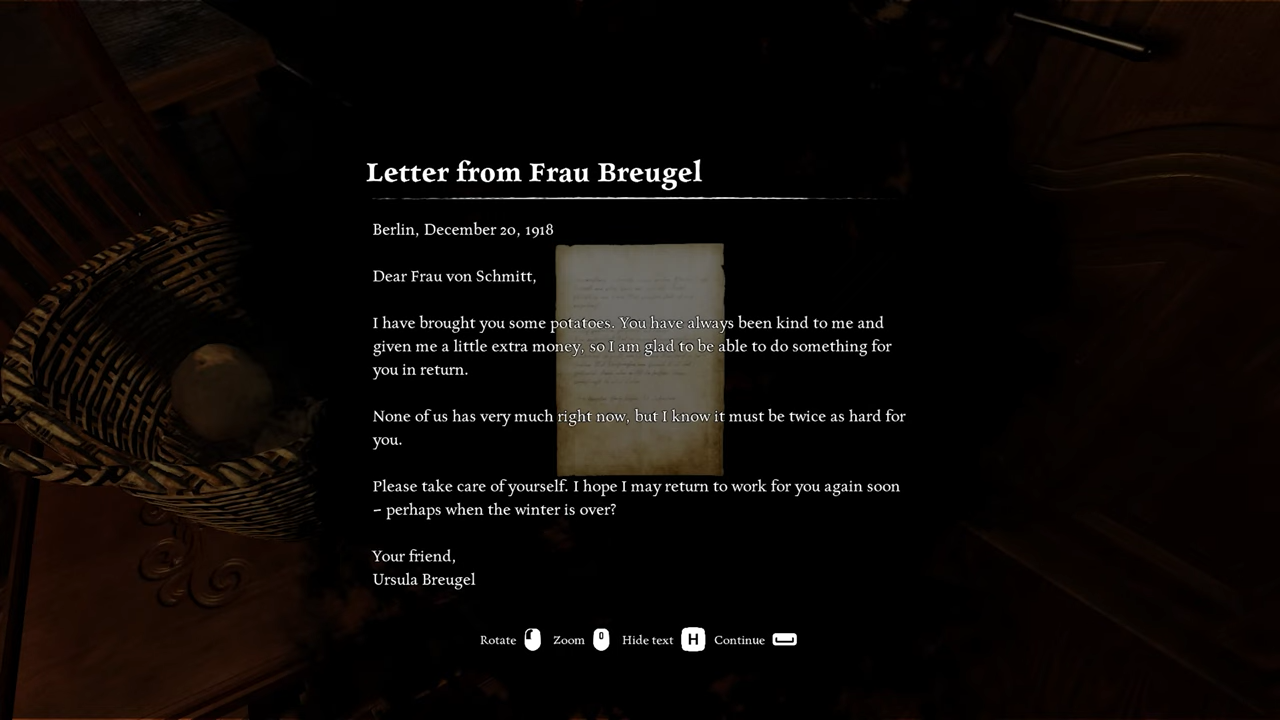 Letter from Frau Breugel
Berlin, December 20, 1918
Dear Frau von Schmitt,
I have brought you some potatoes. You have always been kind to me and
given me a little extra money, so I am glad to be able to do something for
you in return.
None of us has very much right now, but I know it must be twice as hard for
you.
Please take care of yourself. I hope I may return to work for you again soon
– perhaps when the winter is over?
Your friend,
Ursula Breugel
Rotate Zoom Hide text H Continue